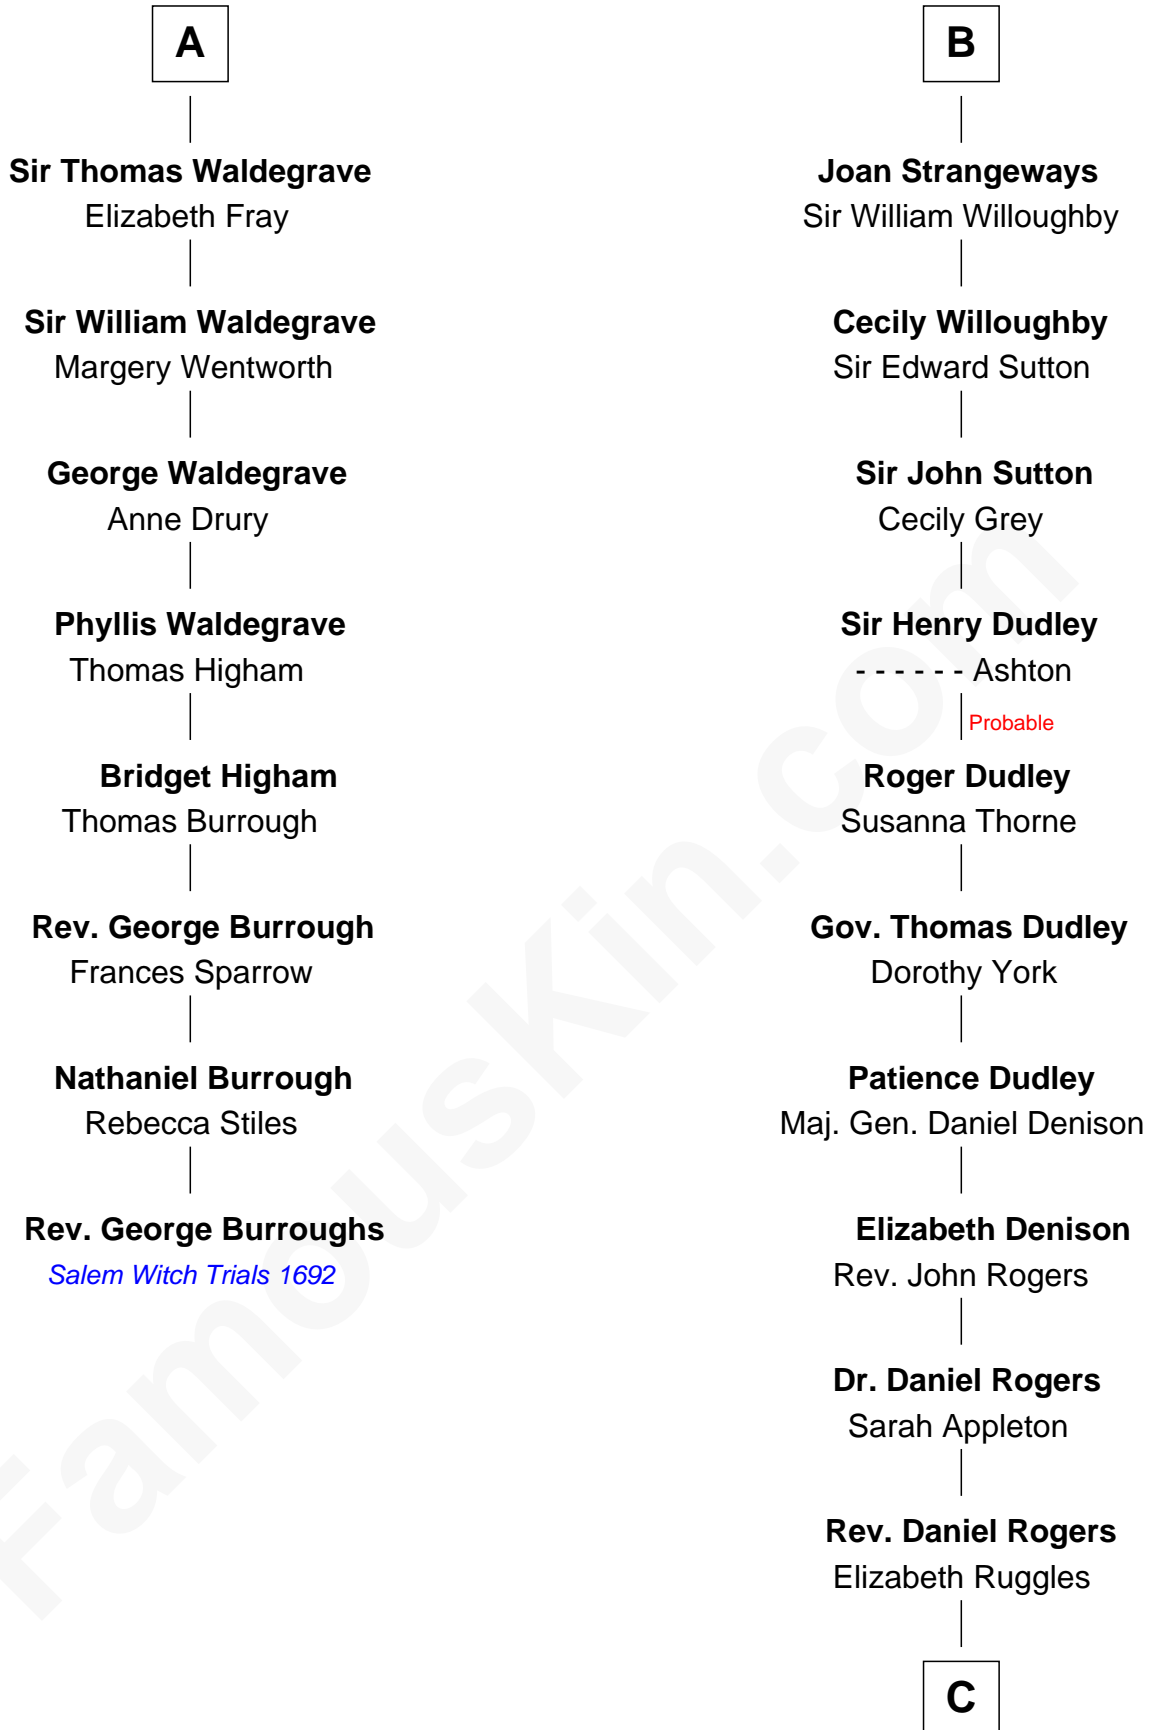 A
Sir Thomas Waldegrave
Elizabeth Fray
Sir William Waldegrave
Margery Wentworth
George Waldegrave
Anne Drury
Phyllis Waldegrave
Thomas Higham
Bridget Higham
Thomas Burrough
Rev. George Burrough
Frances Sparrow
Nathaniel Burrough
Rebecca Stiles
Rev. George Burroughs
Salem Witch Trials 1692
B
Joan Strangeways
Sir William Willoughby
Cecily Willoughby
Sir Edward Sutton
Sir John Sutton
Cecily Grey
Sir Henry Dudley
- - - - - - Ashton
Probable
Roger Dudley
Susanna Thorne
Gov. Thomas Dudley
Dorothy York
Patience Dudley
Maj. Gen. Daniel Denison
Elizabeth Denison
Rev. John Rogers
Dr. Daniel Rogers
Sarah Appleton
Rev. Daniel Rogers
Elizabeth Ruggles
C
FamousKin.com